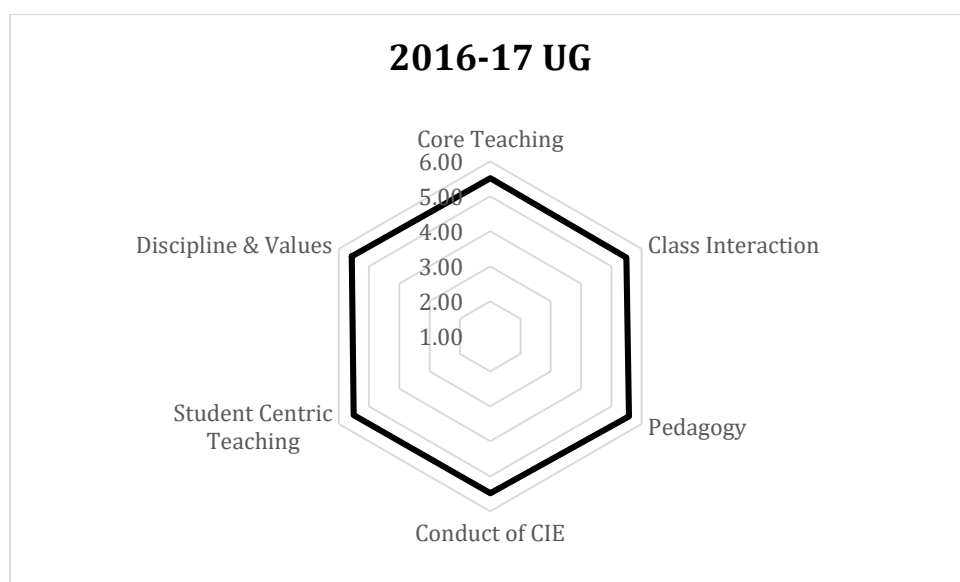 2016-17 UG
Core Teaching
6.00
5.00
4.00
3.00
2.00
1.00
Class Interaction
Pedagogy
Conduct of CIE
Student Centric
Teaching
Discipline & Values